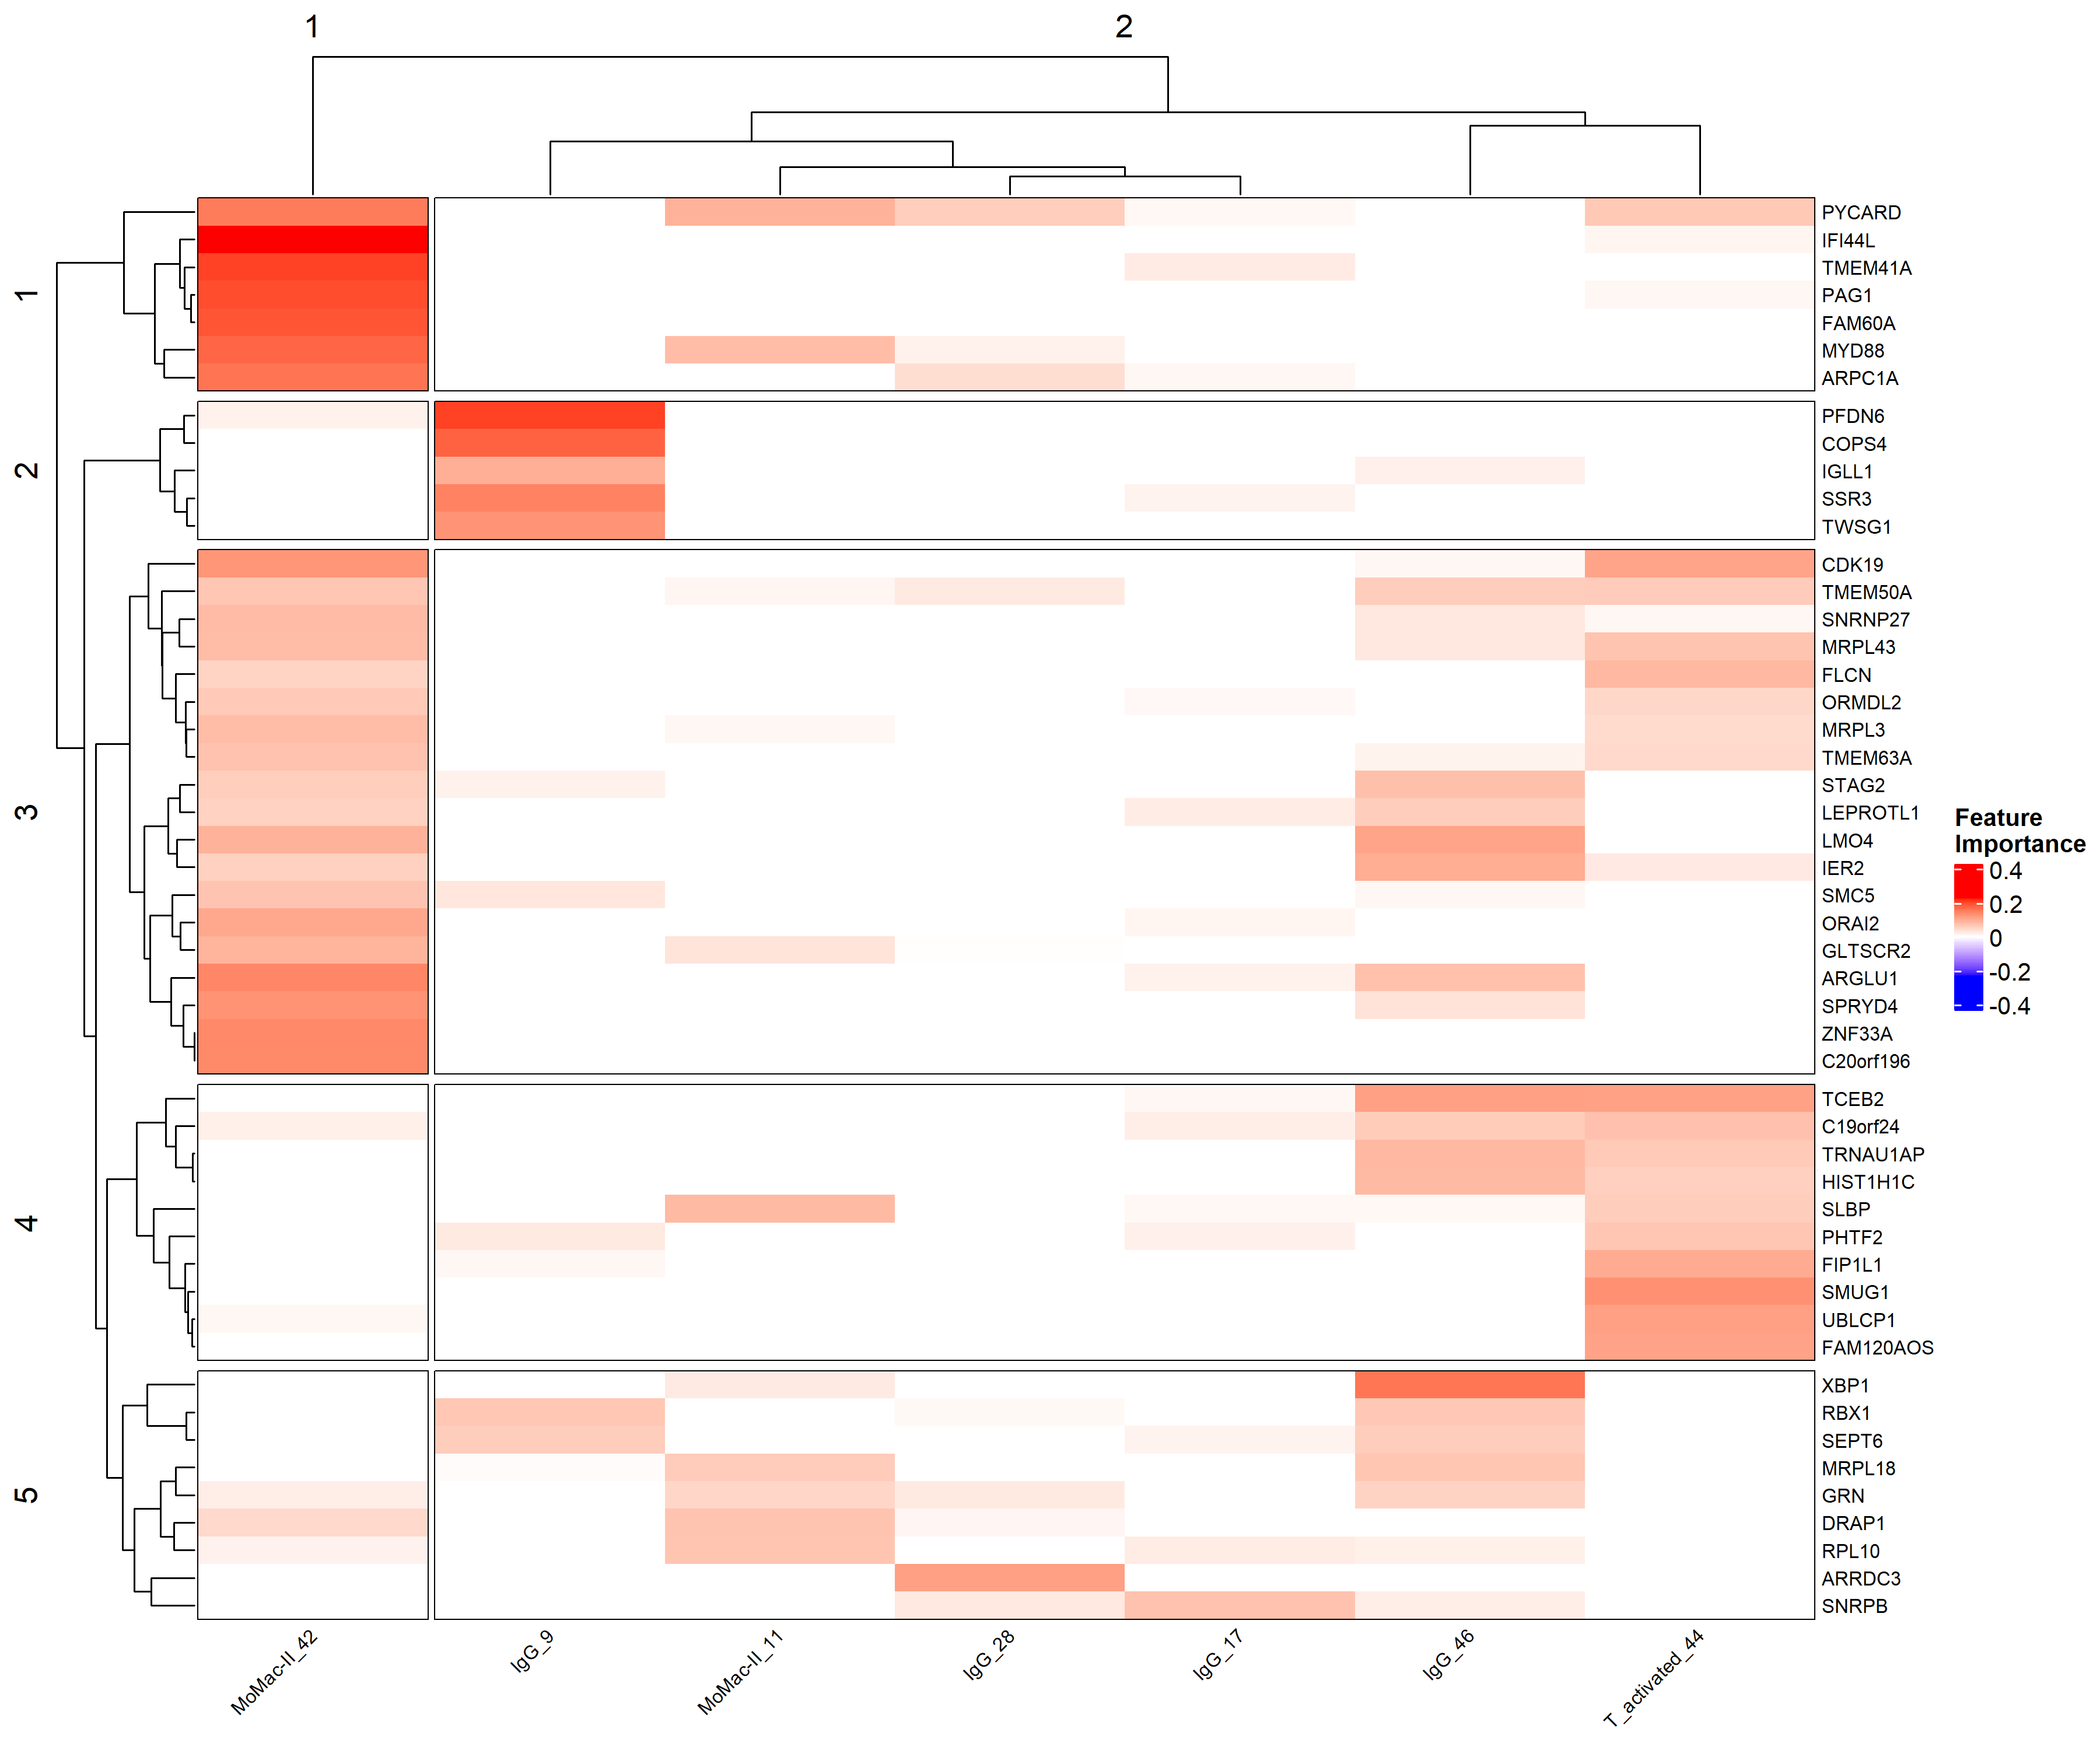 1
2
1
PYCARD
IFI44L
TMEM41A
PAG1
FAM60A
MYD88
ARPC1A
2
PFDN6
COPS4
IGLL1
SSR3
TWSG1
3
CDK19
TMEM50A
SNRNP27
MRPL43
FLCN
ORMDL2
MRPL3
TMEM63A
STAG2
LEPROTL1
LMO4
IER2
SMC5
ORAI2
GLTSCR2
ARGLU1
SPRYD4
ZNF33A
C20orf196
4
TCEB2
C19orf24
TRNAU1AP
HIST1H1C
SLBP
PHTF2
FIP1L1
SMUG1
UBLCP1
FAM120AOS
5
XBP1
RBX1
SEPT6
MRPL18
GRN
DRAP1
RPL10
ARRDC3
SNRPB
MoMac-II_42
IgG_9
MoMac-II_11
IgG_28
IgG_17
IgG_46
T_activated_44
Feature
Importance
0.4
0.2
0
-0.2
-0.4